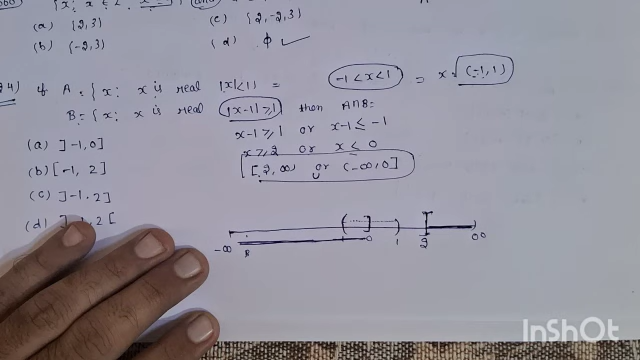 (a) {2,3}
(c) {2,-2,3}
(b) {-2,3}
(d) ϕ ✓
If A = {x: x is real |x|<1} = -1<x<1 = x (-1,1)
B = {x: x is real |x-1|≥1} then A∩B=
x-1≥1 or x-1≤-1
x≥2 or x≤0
[2,∞) or (-∞,0]
(a) ]-1,0]
(b) [-1, 2]
(c) ]-1.2]
(d) ]-1,2[
-∞ 0 1 2 ∞
InShOt